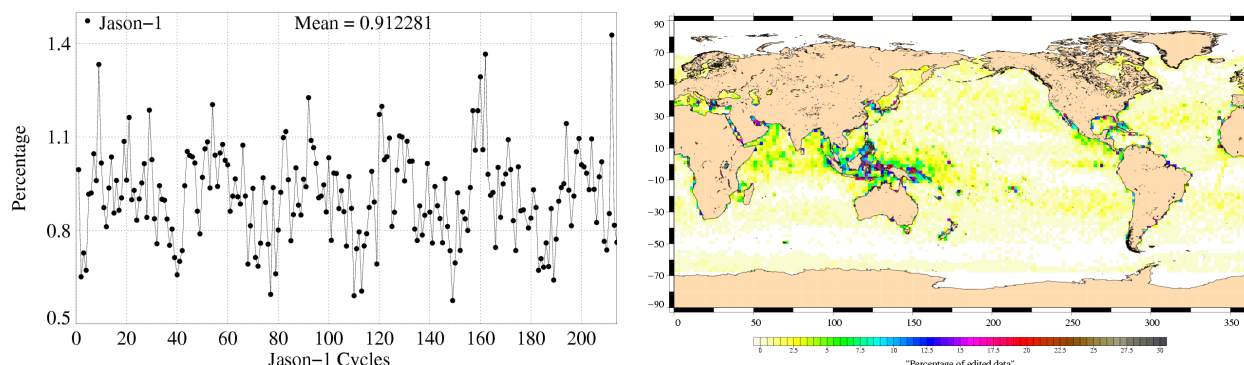 Jason-1
Mean = 0.912281
Percentage
1.4
1.1
0.8
0.5
0 20 40 60 80 100 120 140 160 180 200
Jason-1 Cycles
90
70
50
30
10
−10
−30
−50
−70
−90
0 50 100 150 200 250 300 350
0 2.5 5 7.5 10 12.5 15 17.5 20 22.5 25 27.5 30
"Percentage of edited data"